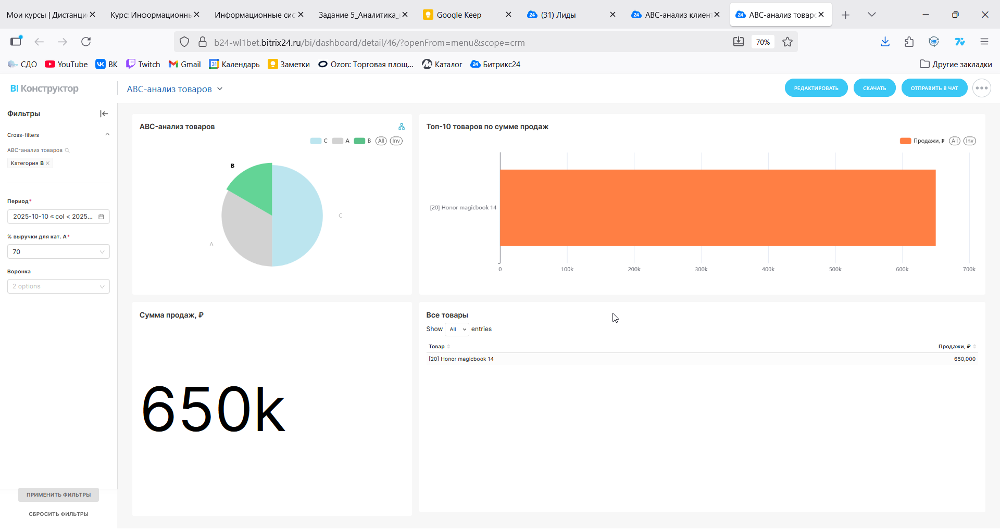 Мои курсы | Дистанци
Курс: Информационнь
Информационные сис
Задание 5_Аналитика_
Google Keep
(31) Лиды
ABC-анализ клиен
ABC-анализ товар
b24-wl1bet.bitrix24.ru/bi/dashboard/detail/46/?openFrom=menu&scope=crm
70%
СДО
YouTube
ВК
Twitch
Gmail
Календарь
Заметки
Ozon: Торговая площ...
Каталог
Битрикс24
Другие закладки
BI Конструктор
ABC-анализ товаров
РЕДАКТИРОВАТЬ
СКАЧАТЬ
ОТПРАВИТЬ В ЧАТ
Фильтры
Cross-filters
ABC-анализ товаров
Категория B
Период*
2025-10-10 ≤ col < 2025...
% выручки для кат. A*
70
Воронка
2 options
ПРИМЕНИТЬ ФИЛЬТРЫ
СБРОСИТЬ ФИЛЬТРЫ
ABC-анализ товаров
C A B All Inv
B
C
A
Топ-10 товаров по сумме продаж
Продажи, ₽ All Inv
[20] Honor magicbook 14
0 100k 200k 300k 400k 500k 600k 700k
Сумма продаж, ₽
650k
Все товары
Show All entries
Товар Продажи, ₽
[20] Honor magicbook 14 650,000